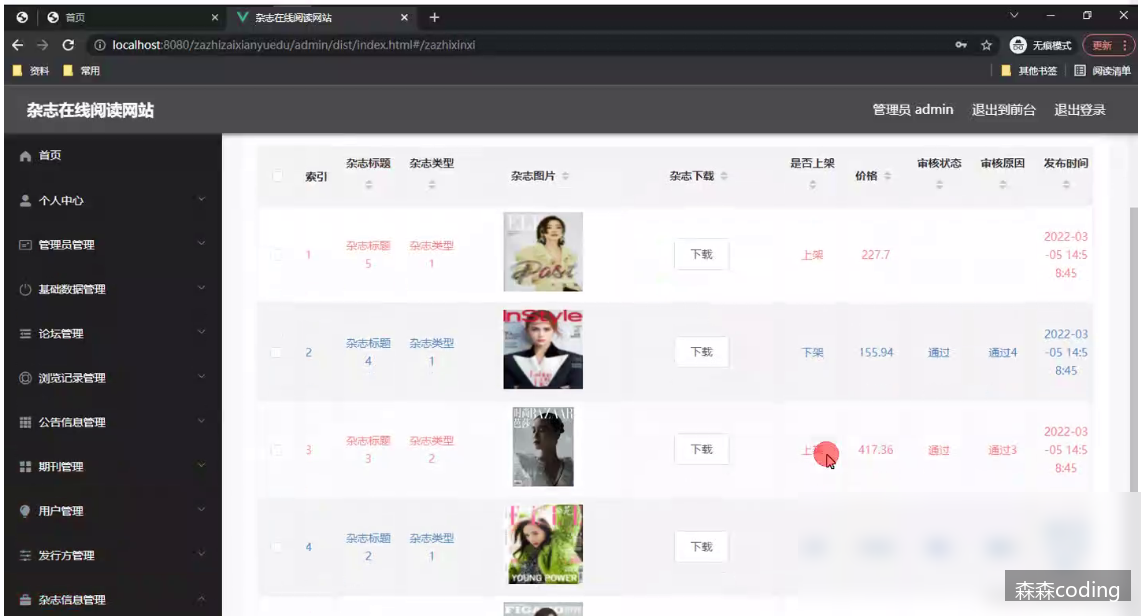 首页
杂志在线阅读网站
localhost:8080/zazhizaixianyuedu/admin/dist/index.html#/zazhixinxi
无痕模式
更新
资料
常用
其他书签
阅读清单
杂志在线阅读网站
管理员 admin
退出到前台
退出登录
首页
个人中心
管理员管理
基础数据管理
论坛管理
浏览记录管理
公告信息管理
期刊管理
用户管理
发行方管理
杂志信息管理
索引
杂志标题
杂志类型
杂志图片
杂志下载
是否上架
价格
审核状态
审核原因
发布时间
1
杂志标题
5
杂志类型
1
下载
上架
227.7
2022-03
-05 14:5
8:45
2
杂志标题
4
杂志类型
1
InStyle
下载
下架
155.94
通过
通过4
2022-03
-05 14:5
8:45
3
杂志标题
3
杂志类型
2
时尚
芭莎
BAZAAR
下载
上架
417.36
通过
通过3
2022-03
-05 14:5
8:45
4
杂志标题
2
杂志类型
1
YOUNG POWER
下载
FIGARO
森森coding